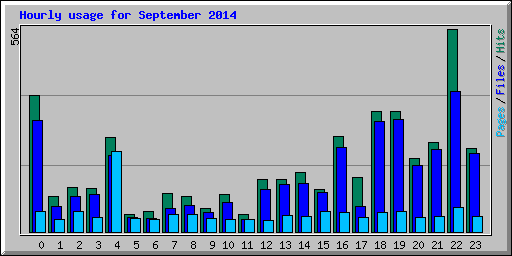 Hourly usage for September 2014
564
Pages / Files / Hits
0 1 2 3 4 5 6 7 8 9 10 11 12 13 14 15 16 17 18 19 20 21 22 23